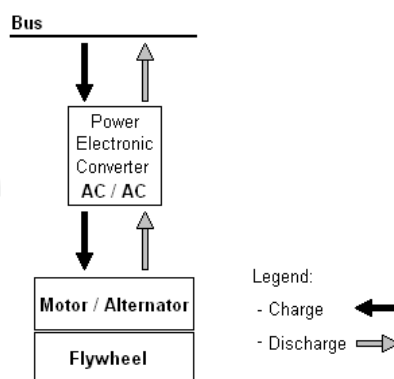 Bus
Power
Electronic
Converter
AC / AC
Motor / Alternator
Flywheel
Legend:
- Charge
- Discharge